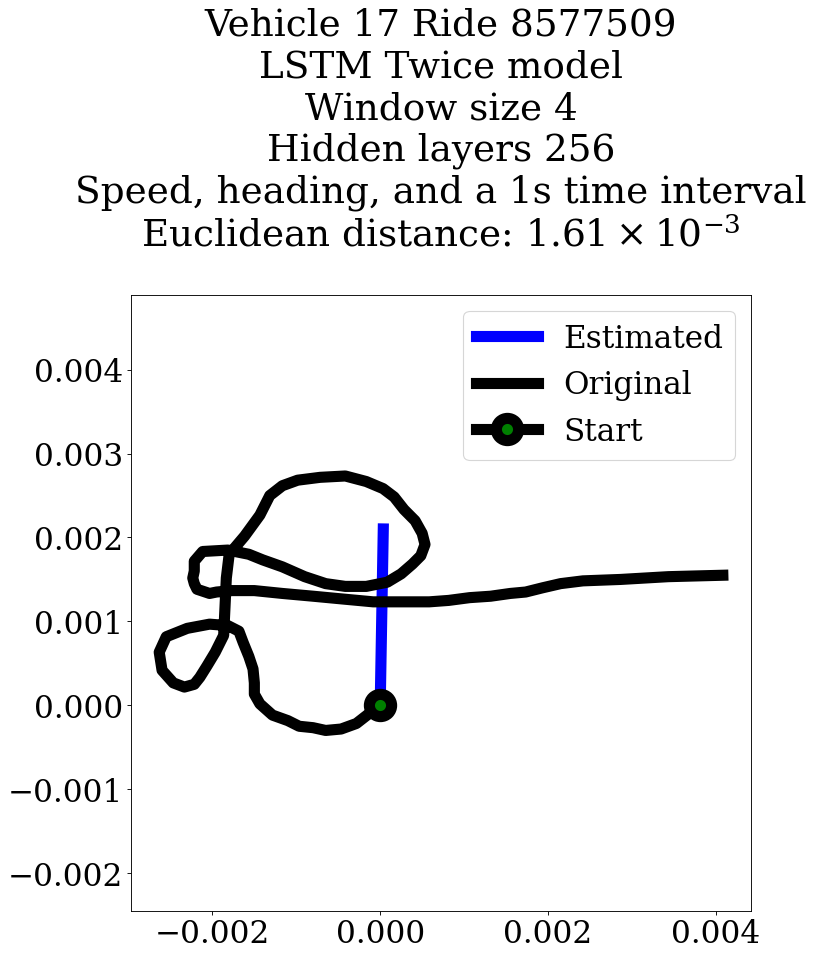 Vehicle 17 Ride 8577509
LSTM Twice model
Window size 4
Hidden layers 256
Speed, heading, and a 1s time interval
Euclidean distance: 1.61 × 10⁻³
Estimated
Original
Start
0.004
0.003
0.002
0.001
0.000
−0.001
−0.002
−0.002 0.000 0.002 0.004